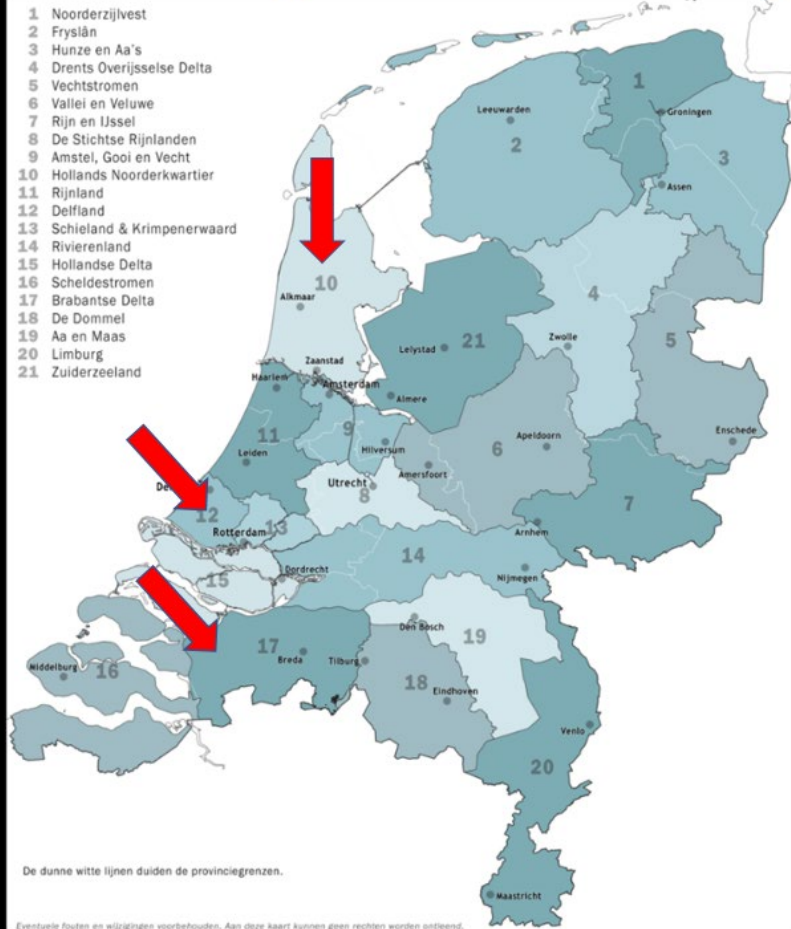 1 Noorderzijlvest
2 Fryslân
3 Hunze en Aa's
4 Drents Overijsselse Delta
5 Vechtstromen
6 Vallei en Veluwe
7 Rijn en IJssel
8 De Stichtse Rijnlanden
9 Amstel, Gooi en Vecht
10 Hollands Noorderkwartier
11 Rijnland
12 Delfland
13 Schieland & Krimpenerwaard
14 Rivierenland
15 Hollandse Delta
16 Scheldestromen
17 Brabantse Delta
18 De Dommel
19 Aa en Maas
20 Limburg
21 Zuiderzeeland
1
Groningen
Leeuwarden
2
3
Assen
10
Alkmaar
4
Zwolle
5
Lelystad
21
Zaanstad
Haarlem
Amsterdam
Almere
Enschede
11
9
Hilversum
6
Apeldoorn
Leiden
Amersfoort
Utrecht
8
De
12
13
Rotterdam
7
Arnhem
14
Dordrecht
15
Nijmegen
Den Bosch
19
17
Breda
Tilburg
Middelburg
16
18
Eindhoven
Venlo
20
Maastricht
De dunne witte lijnen duiden de provinciegrenzen.
Eventuele fouten en wijzigingen voorbehouden. Aan deze kaart kunnen geen rechten worden ontleend.